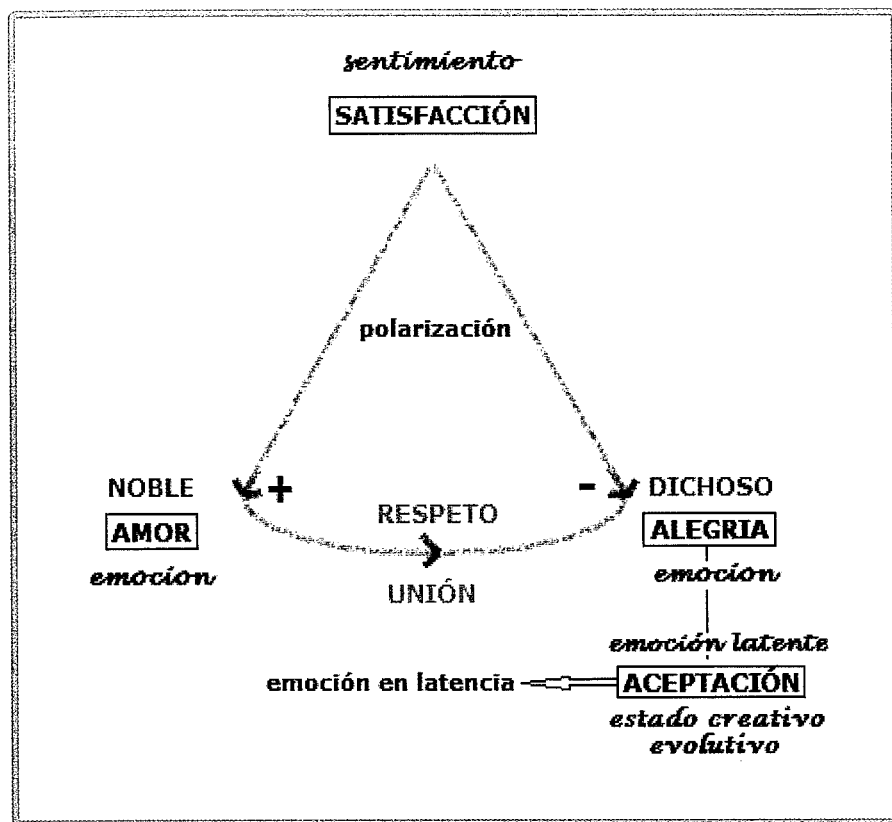 sentimiento
SATISFACCIÓN
polarización
NOBLE
+
-
DICHOSO
AMOR
RESPETO
ALEGRIA
emocion
UNIÓN
emocion
emoción latente
emoción en latencia
ACEPTACIÓN
estado creativo
evolutivo